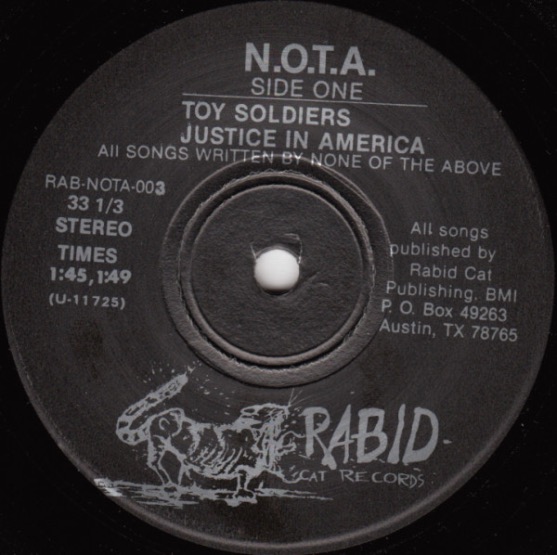 N.O.T.A.
SIDE ONE
TOY SOLDIERS
JUSTICE IN AMERICA
All SONGS WRITTEN BY NONE OF THE ABOVE
RAB-NOTA-003
33 1/3
STEREO
TIMES
1:45, 1:49
(U-11725)
All songs
published by
Rabid Cat
Publishing, BMI
P. O. Box 49263
Austin, TX 78765
RABID
CAT RECORDS